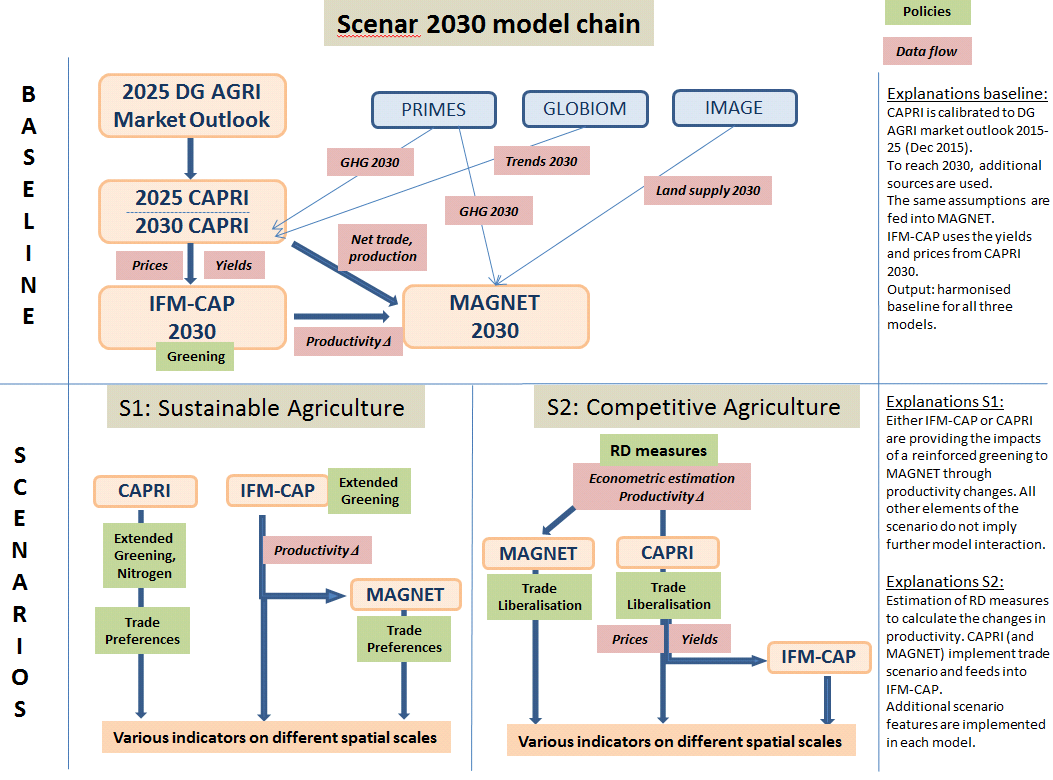 Scenar 2030 model chain
Policies
Data flow
B
A
S
E
L
I
N
E
2025 DG AGRI
Market Outlook
PRIMES
GLOBIOM
IMAGE
GHG 2030
Trends 2030
Land supply 2030
2025 CAPRI
2030 CAPRI
GHG 2030
Net trade,
production
Prices
Yields
IFM-CAP
2030
Greening
Productivity Δ
MAGNET
2030
Explanations baseline:
CAPRI is calibrated to DG
AGRI market outlook 2015-
25 (Dec 2015).
To reach 2030, additional
sources are used.
The same assumptions are
fed into MAGNET.
IFM-CAP uses the yields
and prices from CAPRI
2030.
Output: harmonised
baseline for all three
models.
S
C
E
N
A
R
I
O
S
S1: Sustainable Agriculture
CAPRI
IFM-CAP
Extended
Greening
Extended
Greening,
Nitrogen
Productivity Δ
MAGNET
Trade
Preferences
Trade
Preferences
Various indicators on different spatial scales
S2: Competitive Agriculture
RD measures
Econometric estimation
Productivity Δ
MAGNET
CAPRI
Trade
Liberalisation
Trade
Liberalisation
Prices
Yields
IFM-CAP
Various indicators on different spatial scales
Explanations S1:
Either IFM-CAP or CAPRI
are providing the impacts
of a reinforced greening to
MAGNET through
productivity changes. All
other elements of the
scenario do not imply
further model interaction.
Explanations S2:
Estimation of RD measures
to calculate the changes in
productivity. CAPRI (and
MAGNET) implement trade
scenario and feeds into
IFM-CAP.
Additional scenario
features are implemented
in each model.